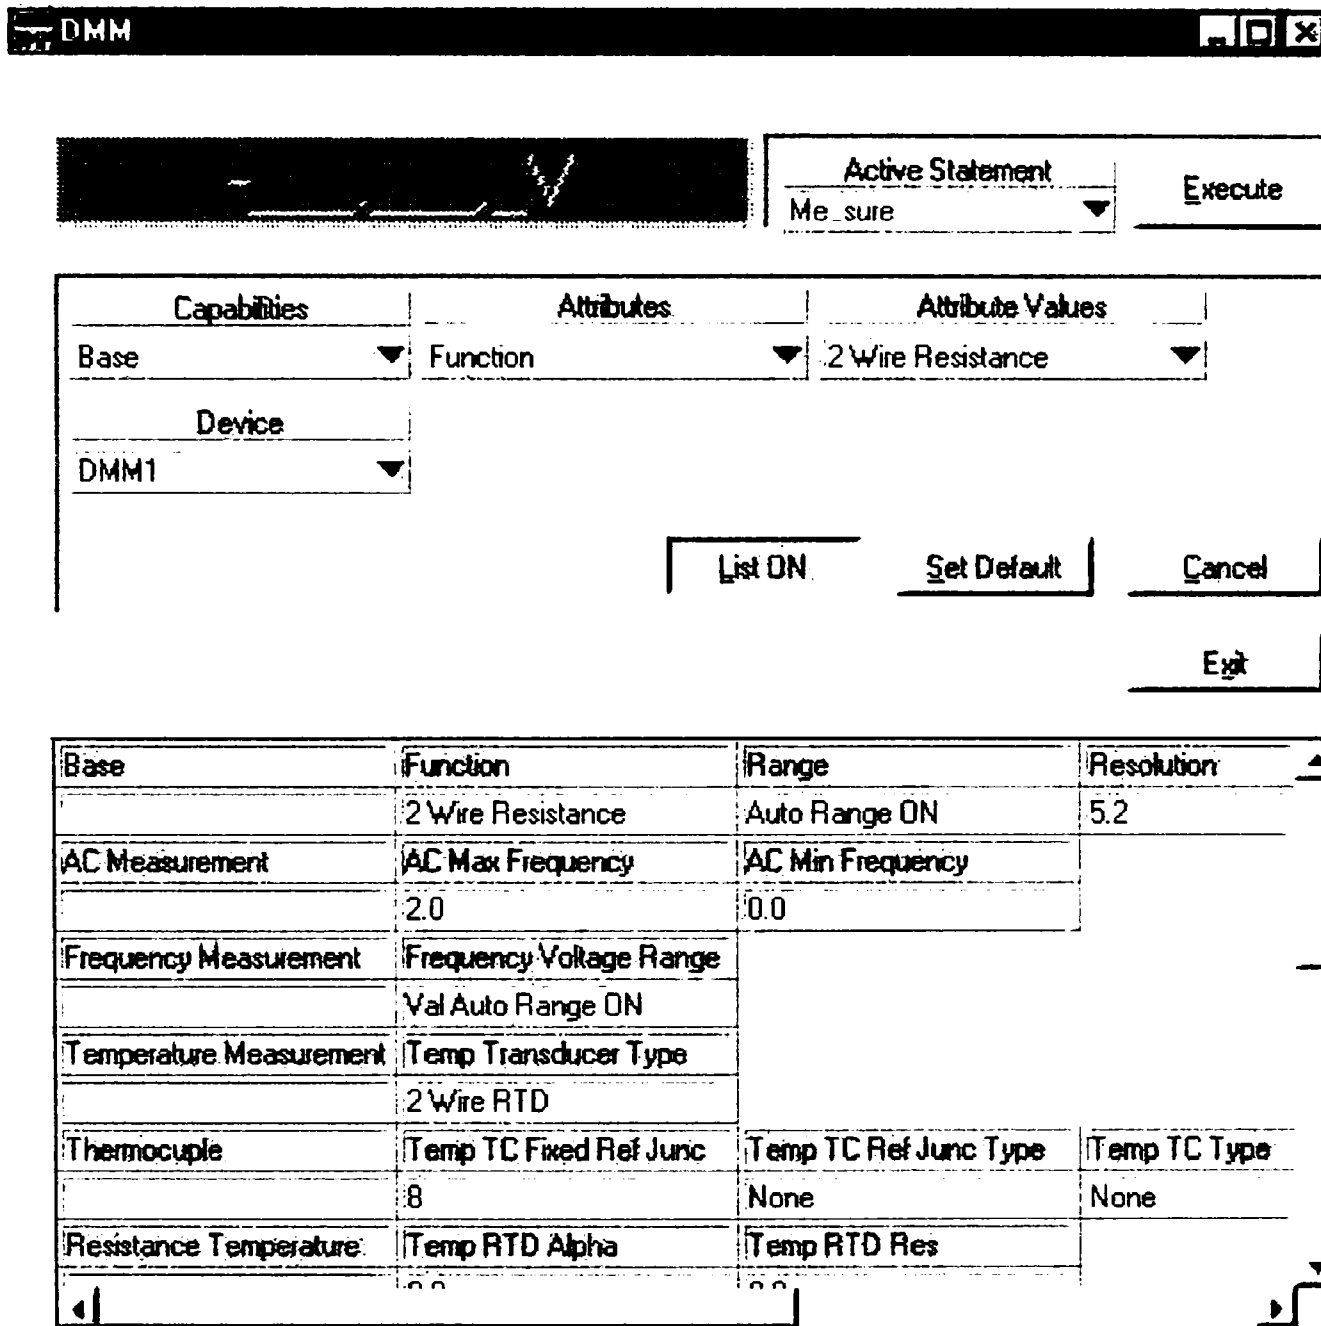 DMM
Active Statement
Execute
Me_sure
Capabilities Attributes Attribute Values
Base Function 2 Wire Resistance
Device
DMM1
List ON Set Default Cancel
Exit
Base Function Range Resolution
2 Wire Resistance Auto Range ON 5.2
AC Measurement AC Max Frequency AC Min Frequency
2.0 0.0
Frequency Measurement Frequency Voltage Range
Val Auto Range ON
Temperature Measurement Temp Transducer Type
2 Wire RTD
Thermocuple Temp TC Fixed Ref Junc Temp TC Ref Junc Type Temp TC Type
8 None None
Resistance Temperature Temp RTD Alpha Temp RTD Res